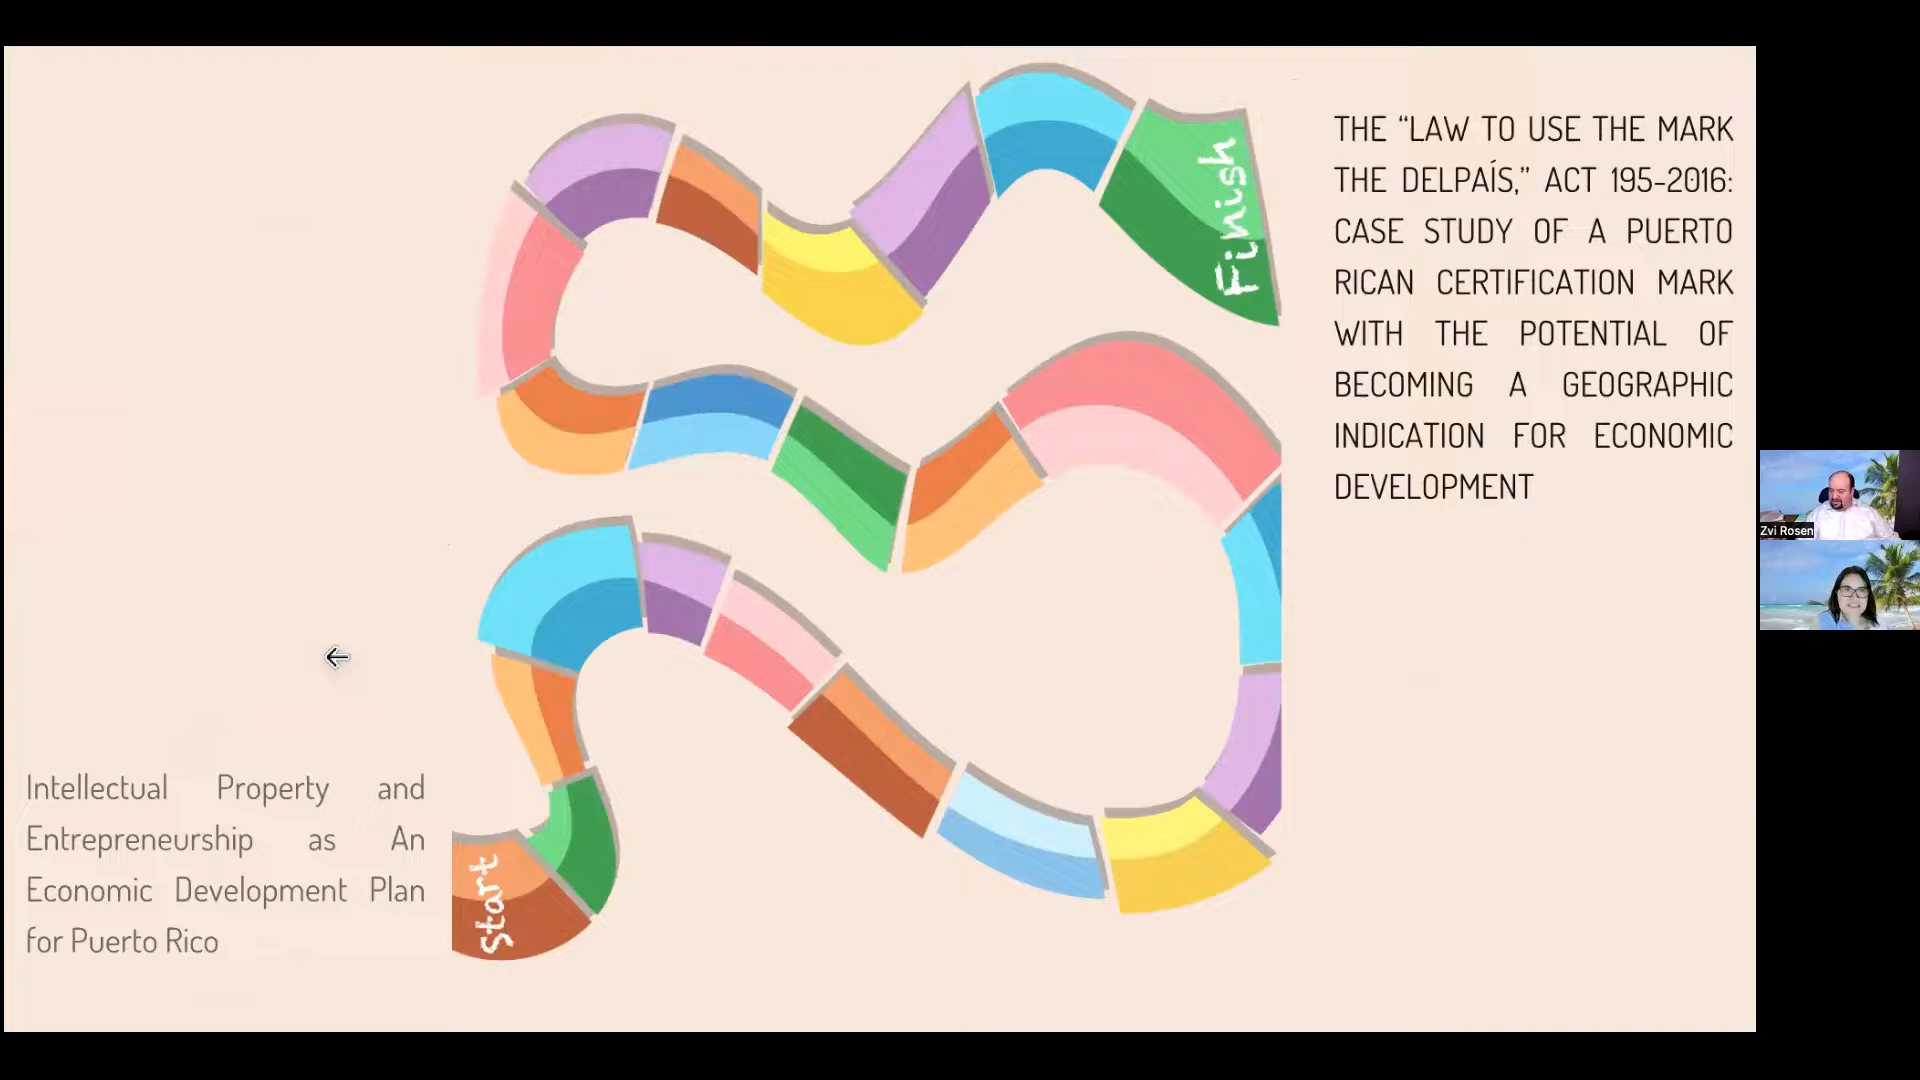 THE “LAW TO USE THE MARK
THE DELPAÍS,” ACT 195-2016:
CASE STUDY OF A PUERTO
RICAN CERTIFICATION MARK
WITH THE POTENTIAL OF
BECOMING A GEOGRAPHIC
INDICATION FOR ECONOMIC
DEVELOPMENT
Finish
Zvi Rosen
Intellectual Property and
Entrepreneurship as An
Economic Development Plan
for Puerto Rico
Start